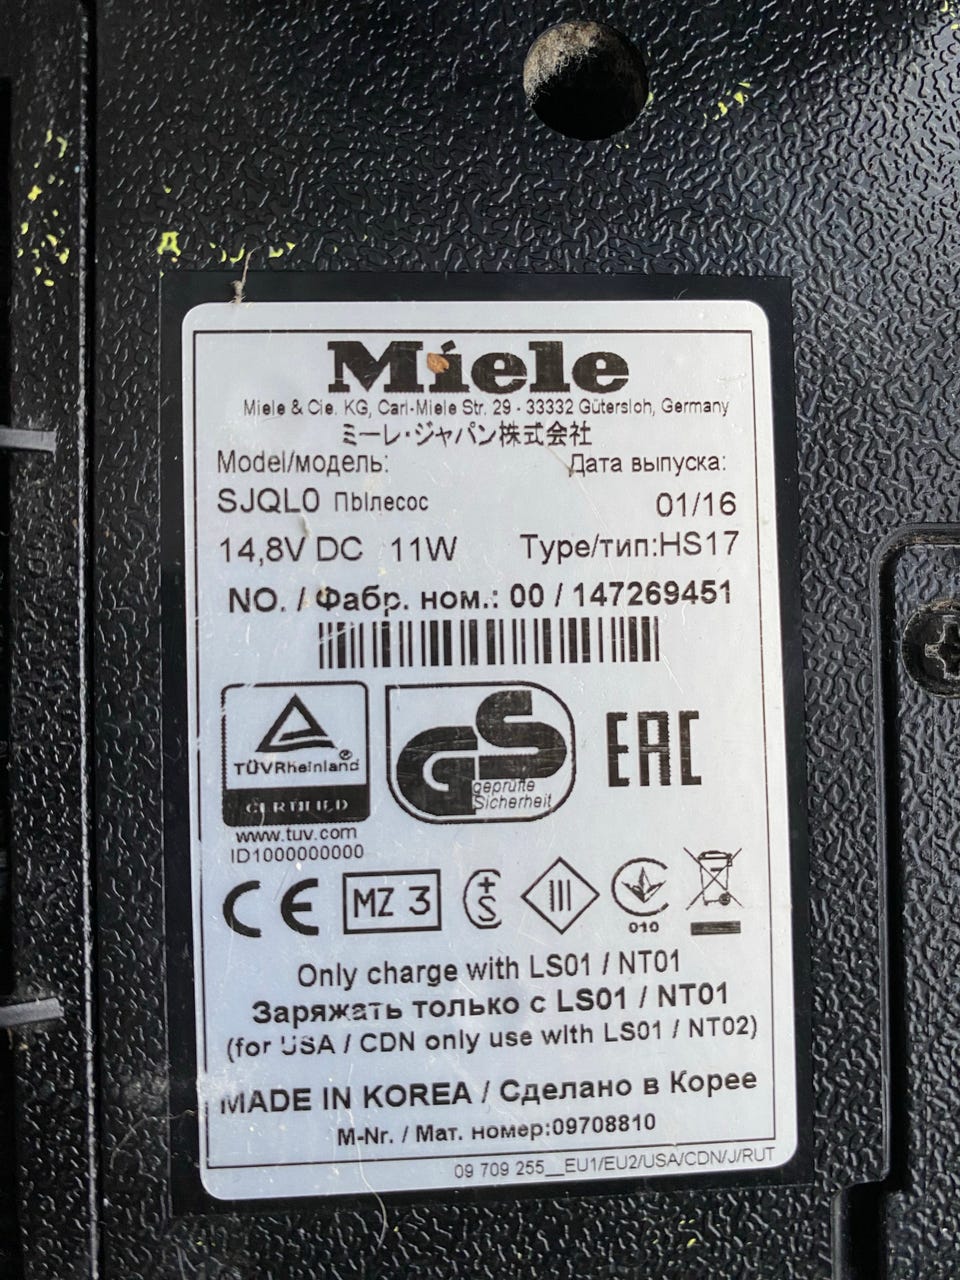 Miele
Miele & Cie. KG, Carl-Miele Str. 29 - 33332 Gütersloh, Germany
ミーレ・ジャパン株式会社
Model/модель: Дата выпуска:
SJQL0 Пылесос 01/16
14,8V DC 11W Type/тип:HS17
NO. / Фабр. ном.: 00 / 147269451
TÜVRheinland®
CERTIFIED
www.tuv.com
ID1000000000
GS
geprüfte
Sicherheit
EAC
CE MZ 3 +S III 010
Only charge with LS01 / NT01
Заряжать только с LS01 / NT01
(for USA / CDN only use with LS01 / NT02)
MADE IN KOREA / Сделано в Корее
M-Nr. / Мат. номер:09708810
09 709 255__EU1/EU2/USA/CDN/J/RUT